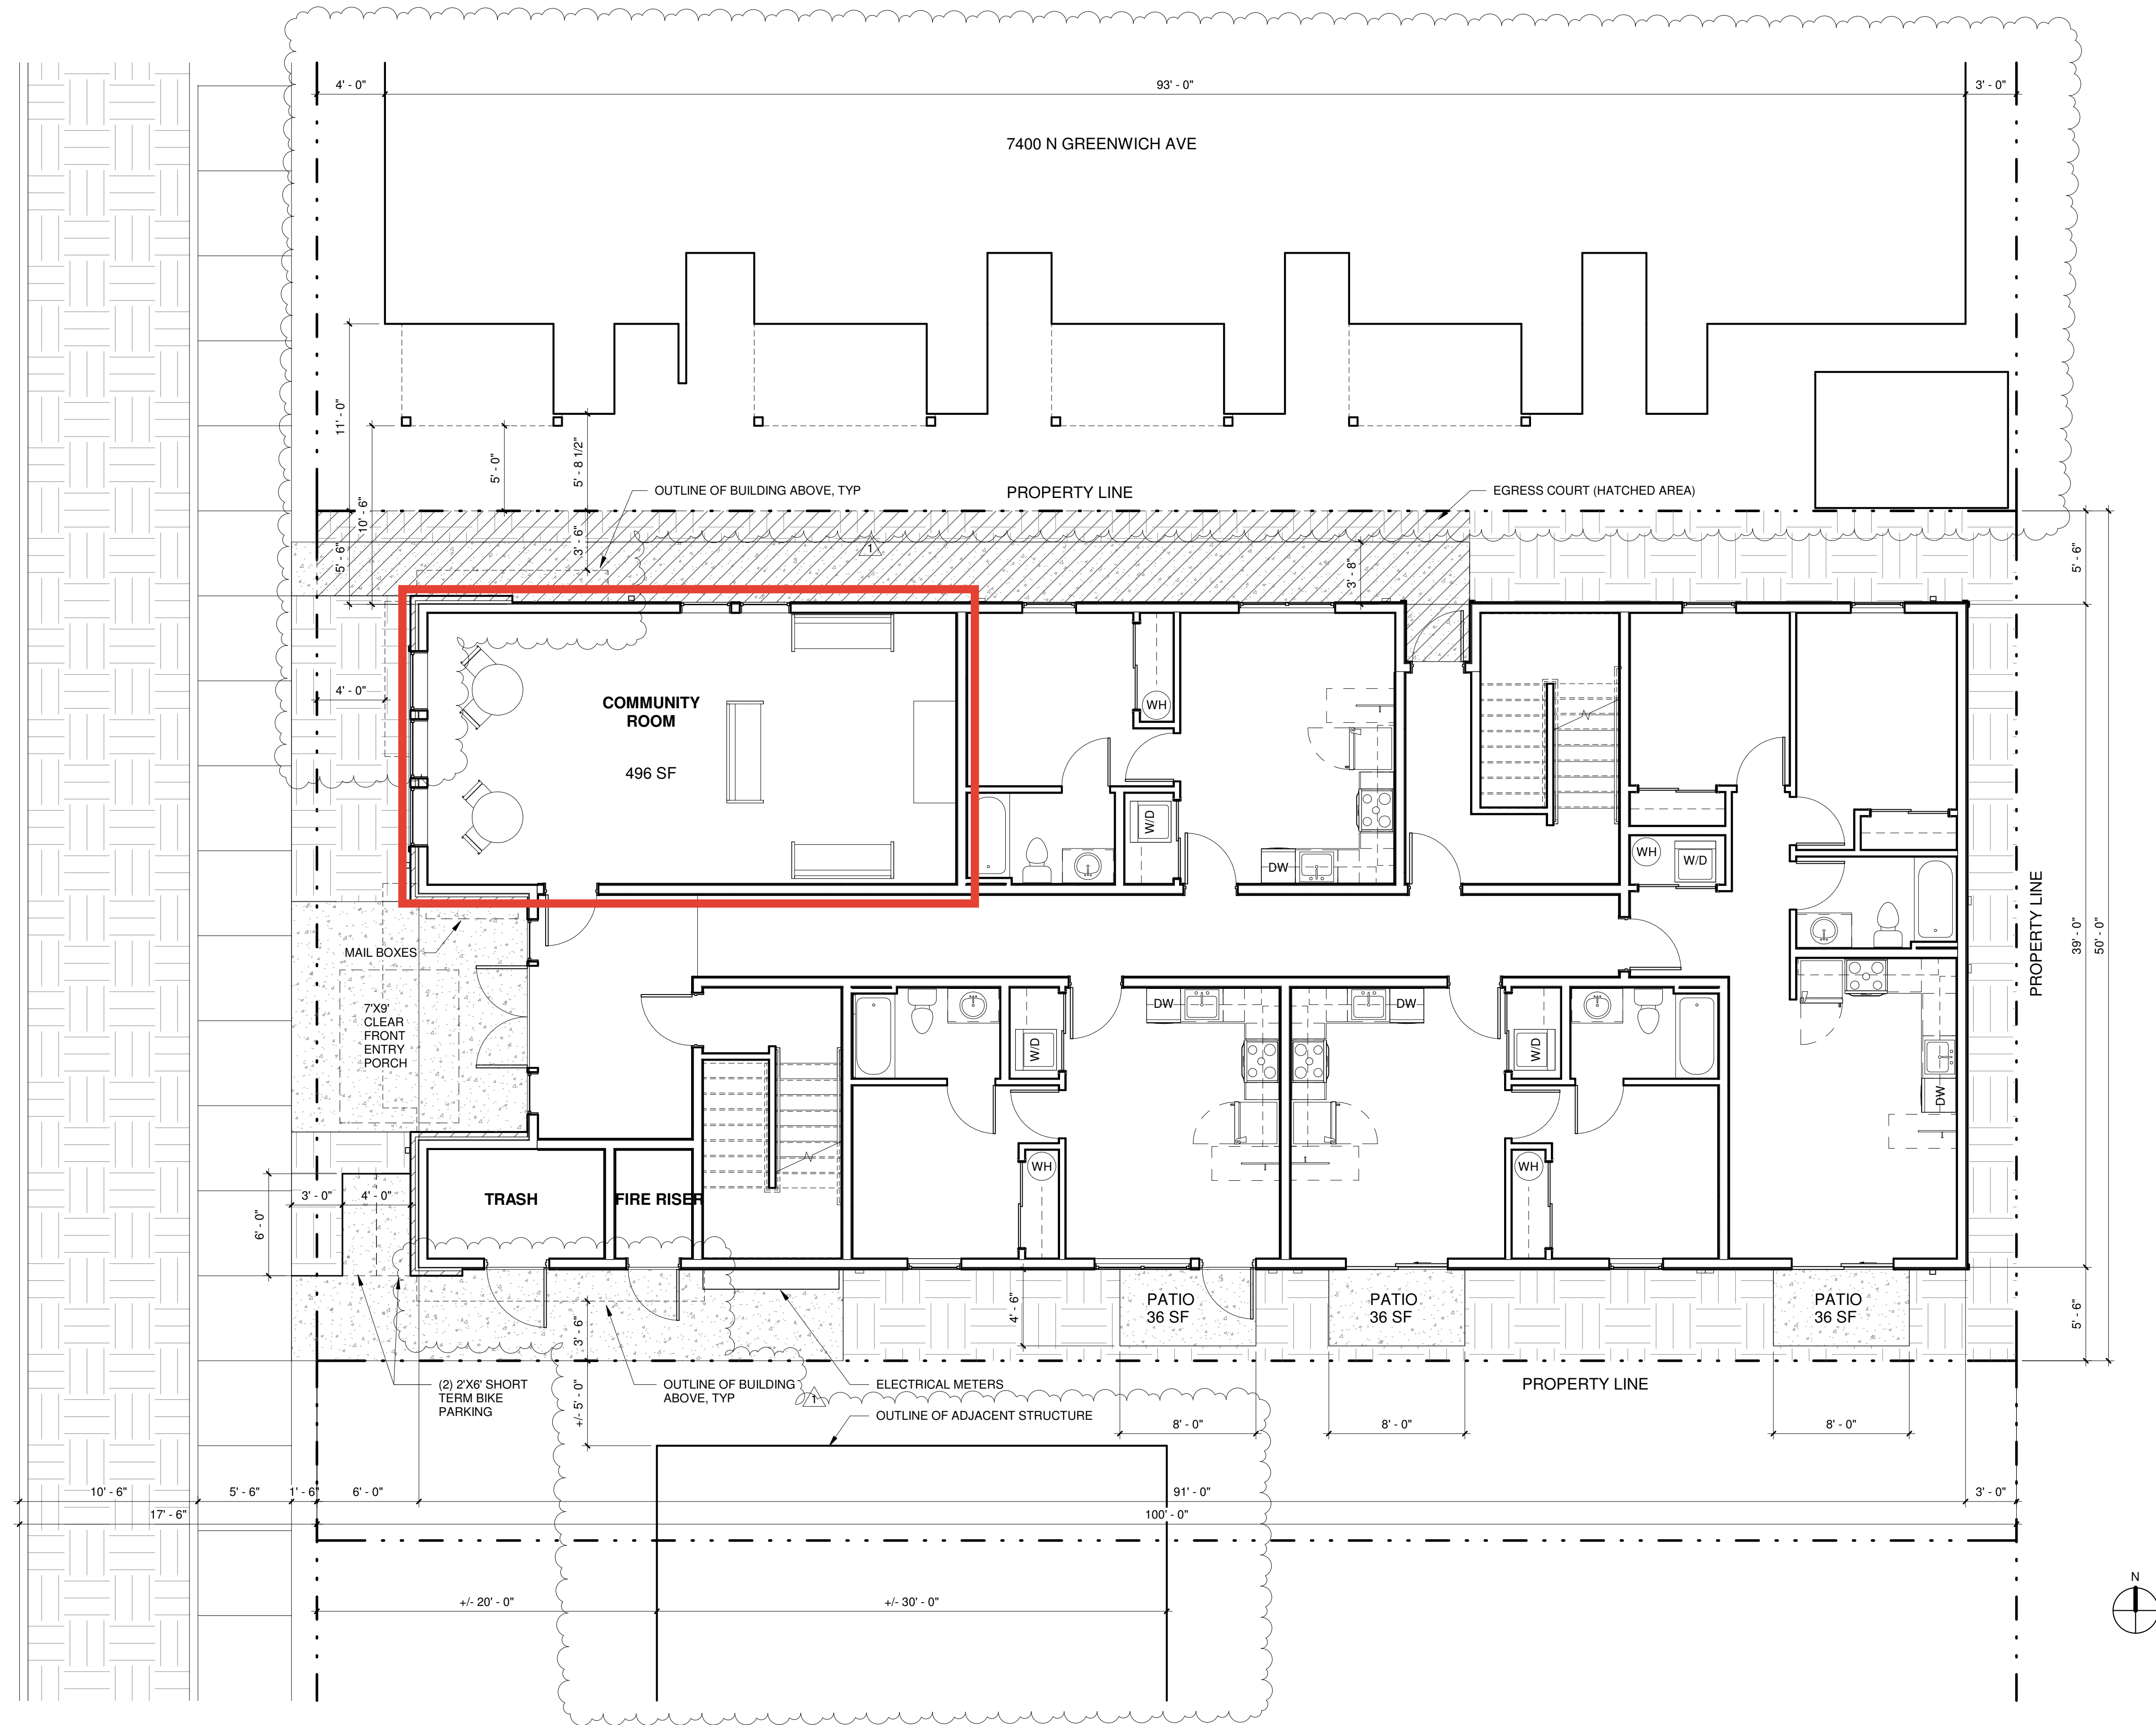 4' - 0"
93' - 0"
3' - 0"
7400 N GREENWICH AVE
11' - 0"
10' - 6"
5' - 0"
5' - 8 1/2"
OUTLINE OF BUILDING ABOVE, TYP
PROPERTY LINE
EGRESS COURT (HATCHED AREA)
5' - 6"
3' - 6"
1
3' - 8"
5' - 6"
4' - 0"
COMMUNITY
ROOM
496 SF
WH
W/D
DW
WH
W/D
PROPERTY LINE
39' - 0"
50' - 0"
MAIL BOXES
7'X9'
CLEAR
FRONT
ENTRY
PORCH
W/D
DW
DW
W/D
DW
WH
WH
3' - 0"
4' - 0"
6' - 0"
TRASH
FIRE RISER
4' - 6"
PATIO
36 SF
PATIO
36 SF
PATIO
36 SF
5' - 6"
3' - 6"
+/- 5' - 0"
(2) 2'X6' SHORT
TERM BIKE
PARKING
OUTLINE OF BUILDING
ABOVE, TYP
1
ELECTRICAL METERS
OUTLINE OF ADJACENT STRUCTURE
PROPERTY LINE
8' - 0"
8' - 0"
8' - 0"
10' - 6"
5' - 6"
1' - 6"
6' - 0"
91' - 0"
3' - 0"
17' - 6"
100' - 0"
+/- 20' - 0"
+/- 30' - 0"
N